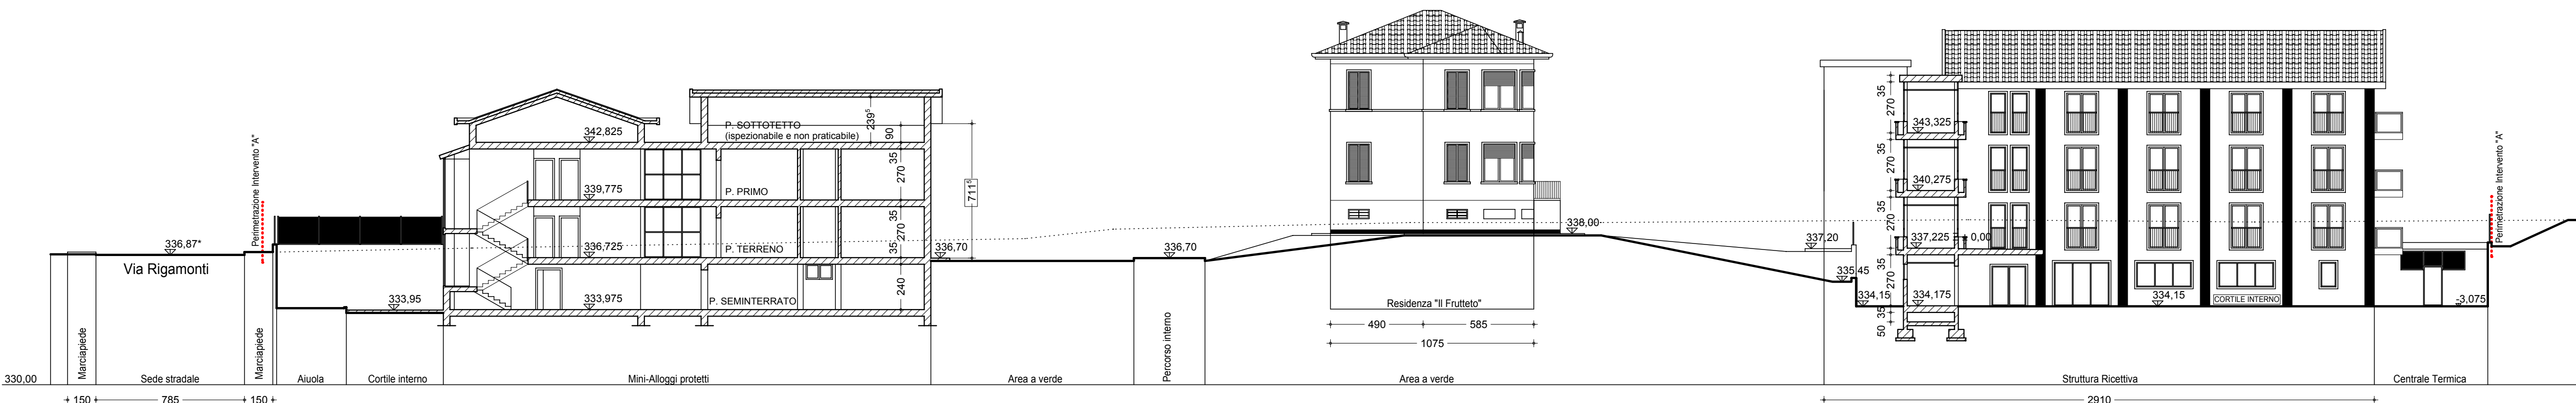 336,87*
Via Rigamonti
Perimetrazione Intervento "A"
333,95
330,00
Marciapiede
Sede stradale
Marciapiede
Aiuola
Cortile interno
Mini-Alloggi protetti
150
785
150
342,825
P. SOTTOTETTO
(ispezionabile e non praticabile)
239⁵
90
35
270
339,775
P. PRIMO
35
270
336,725
P. TERRENO
35
240
333,975
P. SEMINTERRATO
711⁵
336,70
Area a verde
336,70
Percorso interno
338,00
Residenza "Il Frutteto"
490
585
1075
Area a verde
337,20
335,45
334,15
35
270
343,325
35
270
340,275
35
270
337,225
± 0,00
35
270
334,175
35
50
334,15
CORTILE INTERNO
-3,075
Perimetrazione Intervento "A"
Struttura Ricettiva
Centrale Termica
2910